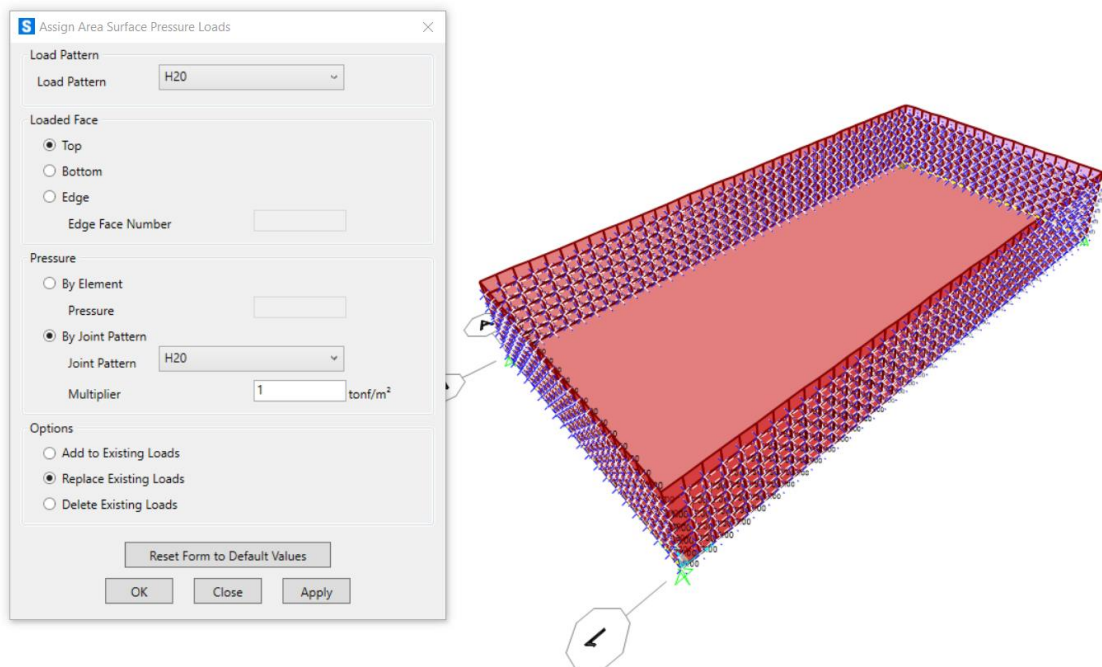 S Assign Area Surface Pressure Loads
Load Pattern
Load Pattern H20
Loaded Face
Top
Bottom
Edge
Edge Face Number
Pressure
By Element
Pressure
By Joint Pattern
Joint Pattern H20
Multiplier 1 tonf/m²
Options
Add to Existing Loads
Replace Existing Loads
Delete Existing Loads
Reset Form to Default Values
OK Close Apply